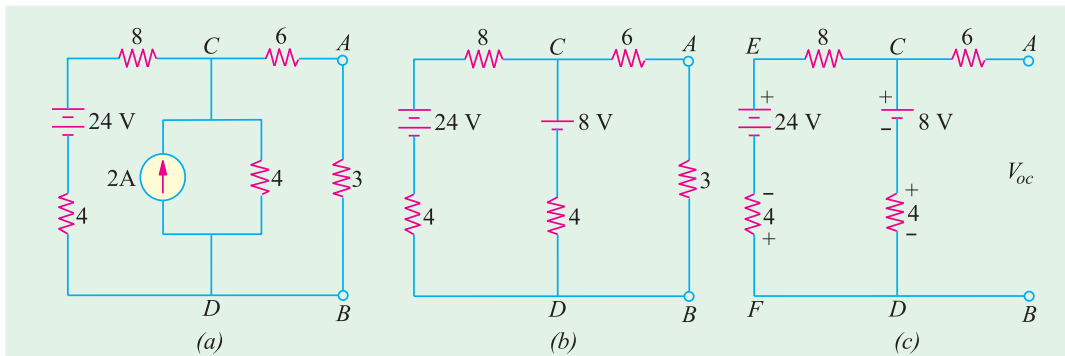 8 C 6 A
24 V
2A 4 3
4
D B
(a)
8 C 6 A
24 V 8 V
3
4 4
D B
(b)
E 8 C 6 A
+ +
24 V 8 V
–
Voc
– +
4 4
+ –
F D B
(c)